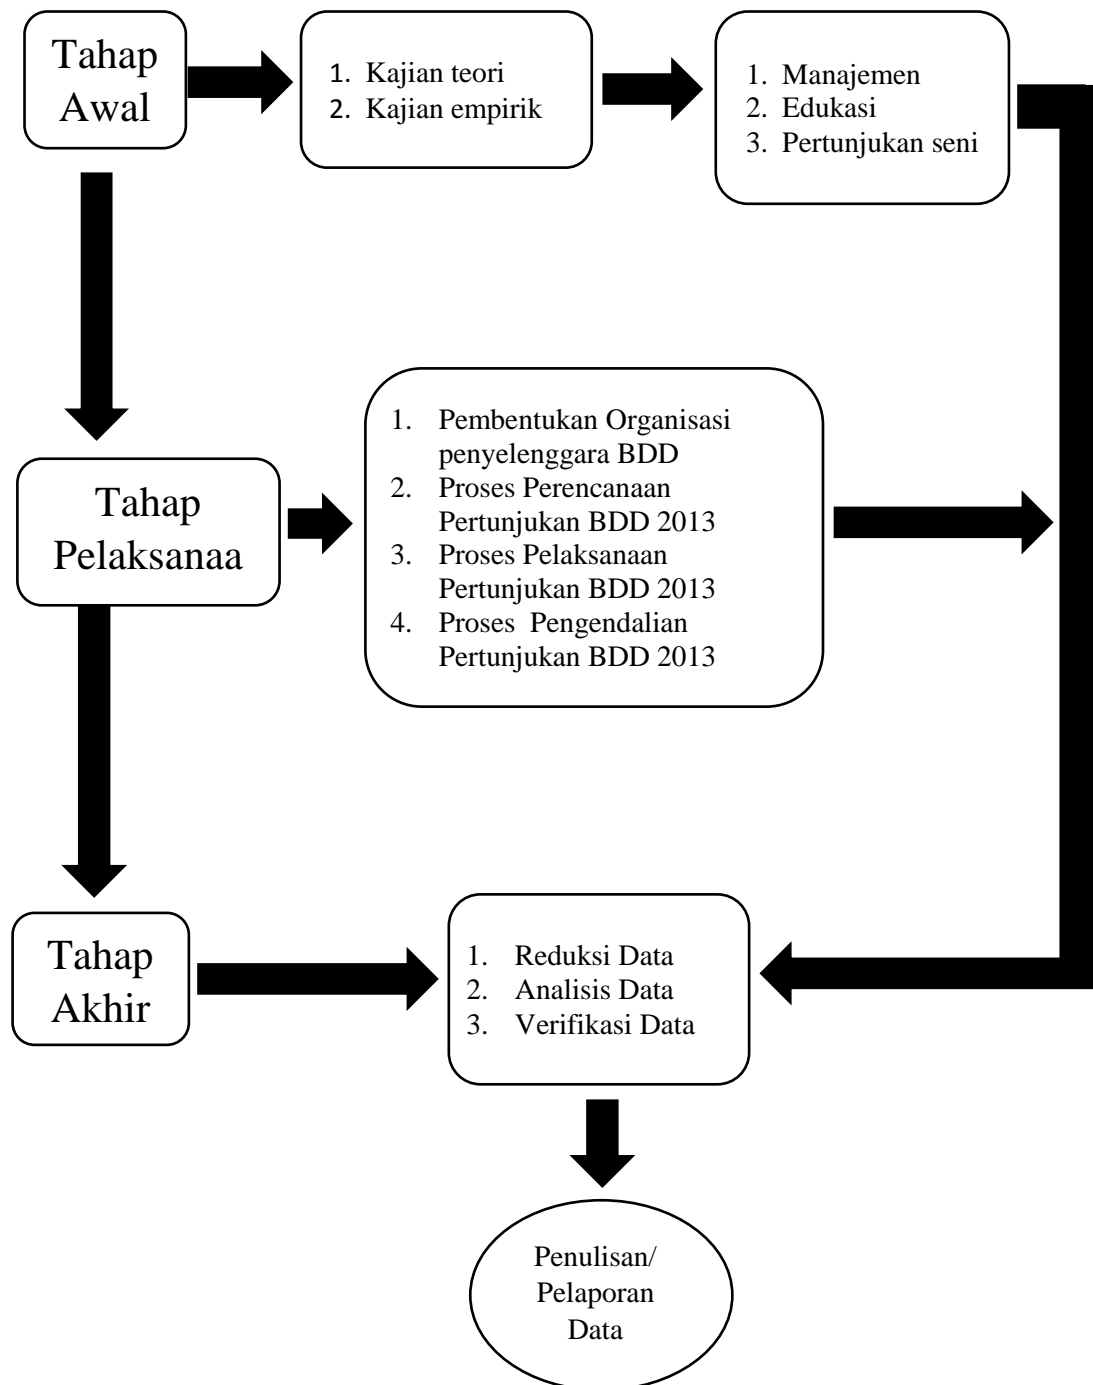 Tahap
Awal
1. Kajian teori
2. Kajian empirik
1. Manajemen
2. Edukasi
3. Pertunjukan seni
Tahap
Pelaksanaa
1. Pembentukan Organisasi
penyelenggara BDD
2. Proses Perencanaan
Pertunjukan BDD 2013
3. Proses Pelaksanaan
Pertunjukan BDD 2013
4. Proses Pengendalian
Pertunjukan BDD 2013
Tahap
Akhir
1. Reduksi Data
2. Analisis Data
3. Verifikasi Data
Penulisan/
Pelaporan
Data